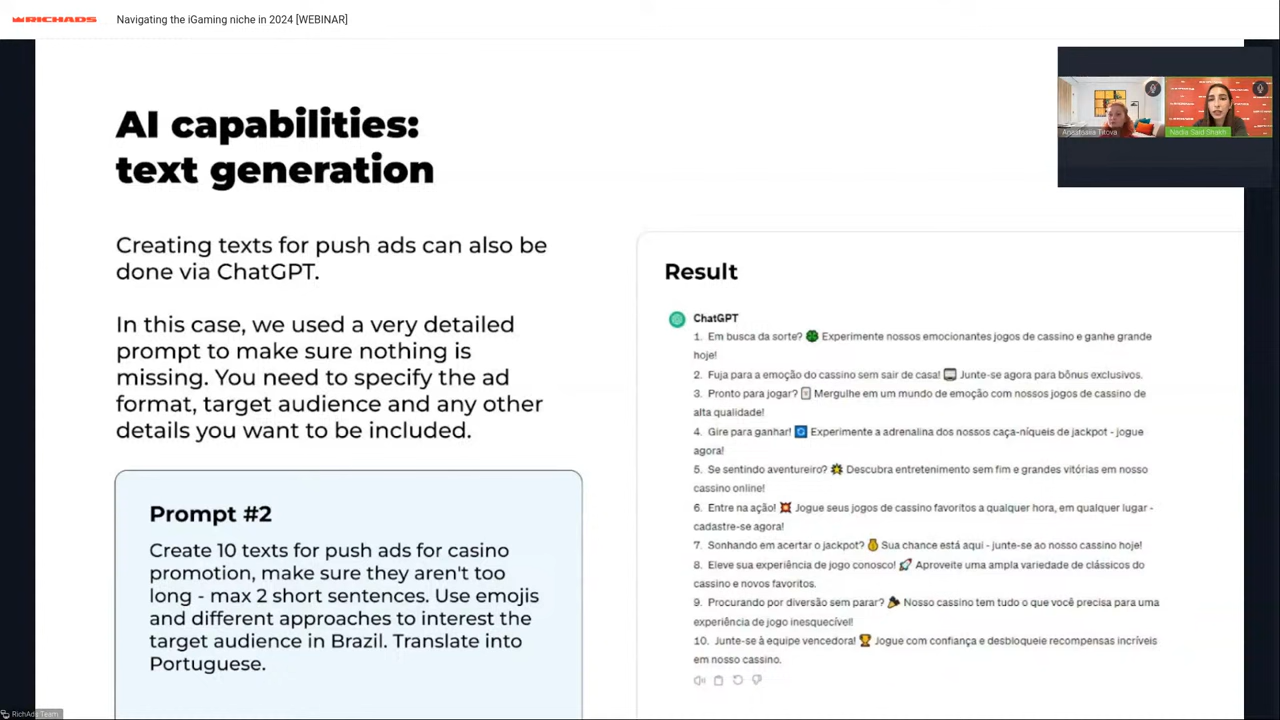 RICHADS
Navigating the iGaming niche in 2024 [WEBINAR]
AI capabilities:
text generation
Creating texts for push ads can also be
done via ChatGPT.
In this case, we used a very detailed
prompt to make sure nothing is
missing. You need to specify the ad
format, target audience and any other
details you want to be included.
Prompt #2
Create 10 texts for push ads for casino
promotion, make sure they aren't too
long - max 2 short sentences. Use emojis
and different approaches to interest the
target audience in Brazil. Translate into
Portuguese.
Result
ChatGPT
1. Em busca da sorte? 🍀 Experimente nossos emocionantes jogos de cassino e ganhe grande
hoje!
2. Fuja para a emoção do cassino sem sair de casa! Junte-se agora para bônus exclusivos.
3. Pronto para jogar? Mergulhe em um mundo de emoção com nossos jogos de cassino de
alta qualidade!
4. Gire para ganhar! Experimente a adrenalina dos nossos caça-níqueis de jackpot - jogue
agora!
5. Se sentindo aventureiro? Descubra entretenimento sem fim e grandes vitórias em nosso
cassino online!
6. Entre na ação! 💥 Jogue seus jogos de cassino favoritos a qualquer hora, em qualquer lugar -
cadastre-se agora!
7. Sonhando em acertar o jackpot? 💰 Sua chance está aqui - junte-se ao nosso cassino hoje!
8. Eleve sua experiência de jogo conosco! 🚀 Aproveite uma ampla variedade de clássicos do
cassino e novos favoritos.
9. Procurando por diversão sem parar? 🎉 Nosso cassino tem tudo o que você precisa para uma
experiência de jogo inesquecível!
10. Junte-se à equipe vencedora! 🏆 Jogue com confiança e desbloqueie recompensas incríveis
em nosso cassino.
Titova
Nadia Said Shakh
RichAds Team